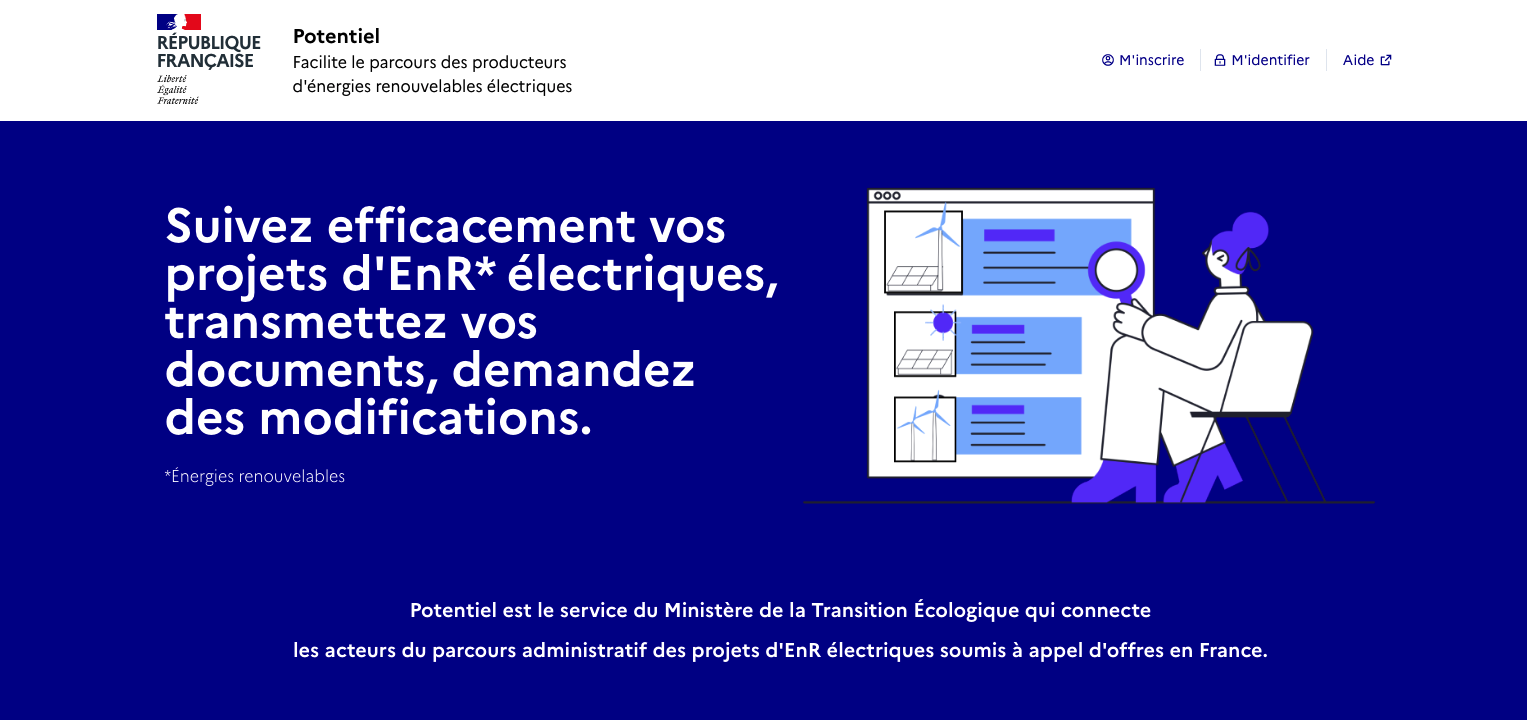 RÉPUBLIQUE
FRANÇAISE
Liberté
Égalité
Fraternité
Potentiel
Facilite le parcours des producteurs
d'énergies renouvelables électriques
M'inscrire
M'identifier
Aide
Suivez efficacement vos
projets d'EnR* électriques,
transmettez vos
documents, demandez
des modifications.
*Énergies renouvelables
Potentiel est le service du Ministère de la Transition Écologique qui connecte
les acteurs du parcours administratif des projets d'EnR électriques soumis à appel d'offres en France.